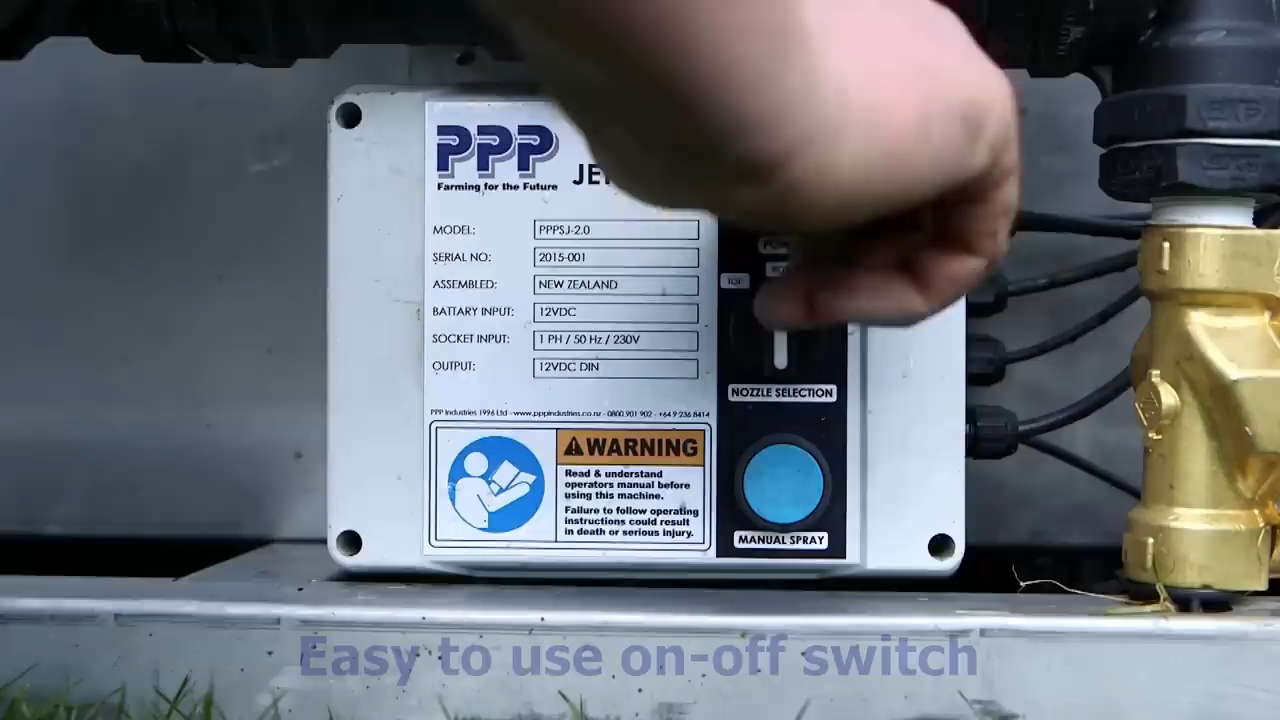 PPP
Farming for the Future
MODEL: PPPSJ-2.0
SERIAL NO: 2015-001
ASSEMBLED: NEW ZEALAND
BATTARY INPUT: 12VDC
SOCKET INPUT: 1 PH / 50 Hz / 230V
OUTPUT: 12VDC DIN
PPP Industries 1996 Ltd - www.pppindustries.co.nz - 0800 901 902 - +64 9 236 8414
WARNING
Read & understand
operators manual before
using this machine.
Failure to follow operating
instructions could result
in death or serious injury.
TOP
NOZZLE SELECTION
MANUAL SPRAY
Easy to use on-off switch